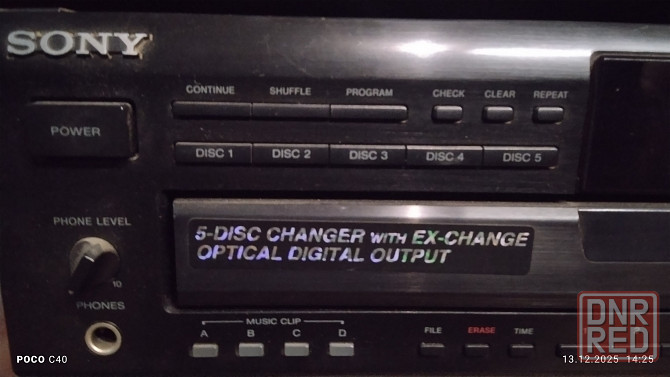 SONY
CONTINUE SHUFFLE PROGRAM CHECK CLEAR REPEAT
POWER
DISC 1 DISC 2 DISC 3 DISC 4 DISC 5
PHONE LEVEL
5-DISC CHANGER WITH EX-CHANGE
OPTICAL DIGITAL OUTPUT
10
PHONES
MUSIC CLIP
A B C D
FILE ERASE TIME
DNR
RED
POCO C40
13.12.2025 14:25